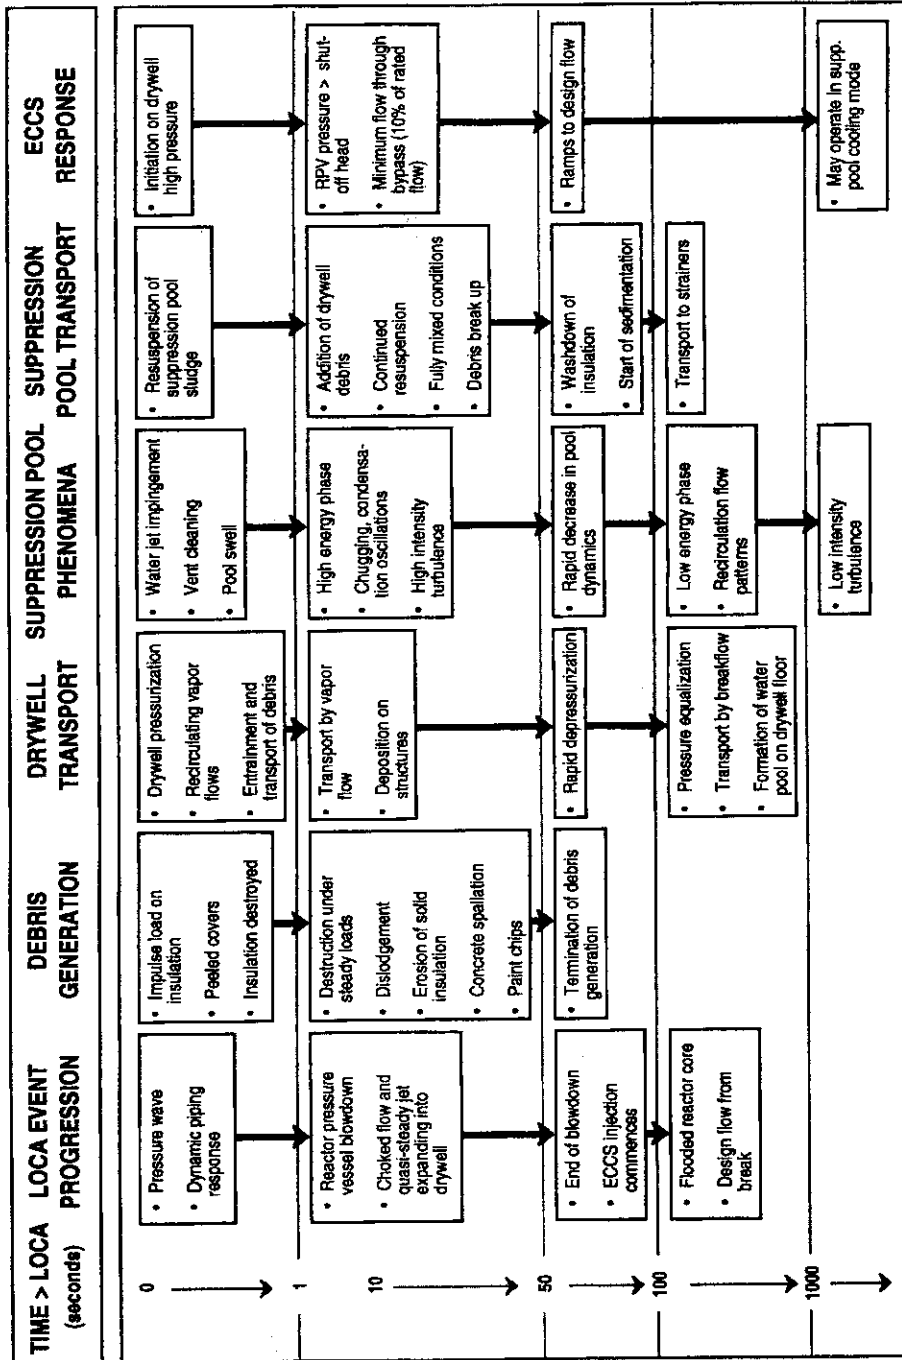 TIME > LOCA
(seconds)
LOCA EVENT
PROGRESSION
DEBRIS
GENERATION
DRYWELL
TRANSPORT
SUPPRESSION POOL
PHENOMENA
SUPPRESSION
POOL TRANSPORT
ECCS
RESPONSE
0
• Pressure wave
• Dynamic piping
response
• Impulse load on
insulation
• Peeled covers
• Insulation destroyed
• Drywell pressurization
• Recirculating vapor
flows
• Entrainment and
transport of debris
• Water jet impingement
• Vent cleaning
• Pool swell
• Resuspension of
suppression pool
sludge
• Initiation on drywell
high pressure
1
10
• Reactor pressure
vessel blowdown
• Choked flow and
quasi-steady jet
expanding into
drywell
• Destruction under
steady loads
• Dislodgement
• Erosion of solid
insulation
• Concrete spallation
• Paint chips
• Transport by vapor
flow
• Deposition on
structures
• High energy phase
• Chugging, condensa-
tion oscillations
• High intensity
turbulence
• Addition of drywell
debris
• Continued
resuspension
• Fully mixed conditions
• Debris break up
• RPV pressure > shut-
off head
• Minimum flow through
bypass (10% of rated
flow)
50
• End of blowdown
• ECCS injection
commences
• Termination of debris
generation
• Rapid depressurization
• Rapid decrease in pool
dynamics
• Washdown of
insulation
• Start of sedimentation
• Ramps to design flow
100
• Flooded reactor core
• Design flow from
break
• Pressure equalization
• Transport by breakflow
• Formation of water
pool on drywell floor
• Low energy phase
• Recirculation flow
patterns
• Transport to strainers
1000
• Low intensity
turbulence
• May operate in supp.
pool cooling mode